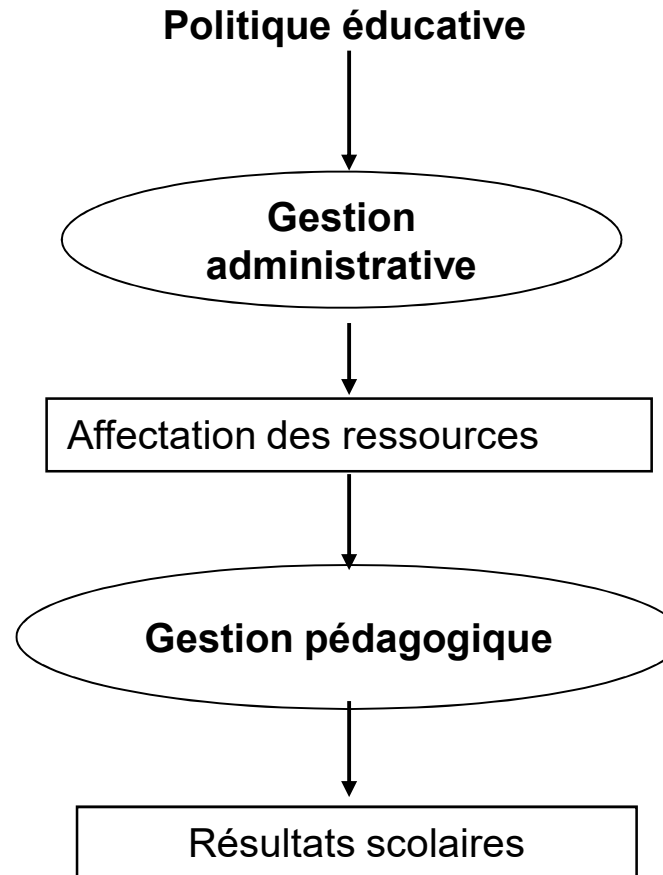 Politique éducative
Gestion
administrative
Affectation des ressources
Gestion pédagogique
Résultats scolaires